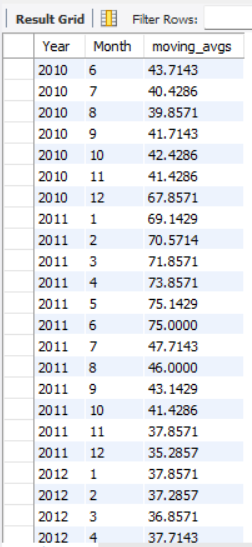 Result Grid Filter Rows:
Year Month moving_avgs
2010 6 43.7143
2010 7 40.4286
2010 8 39.8571
2010 9 41.7143
2010 10 42.4286
2010 11 41.4286
2010 12 67.8571
2011 1 69.1429
2011 2 70.5714
2011 3 71.8571
2011 4 73.8571
2011 5 75.1429
2011 6 75.0000
2011 7 47.7143
2011 8 46.0000
2011 9 43.1429
2011 10 41.4286
2011 11 37.8571
2011 12 35.2857
2012 1 37.8571
2012 2 37.2857
2012 3 36.8571
2012 4 37.7143